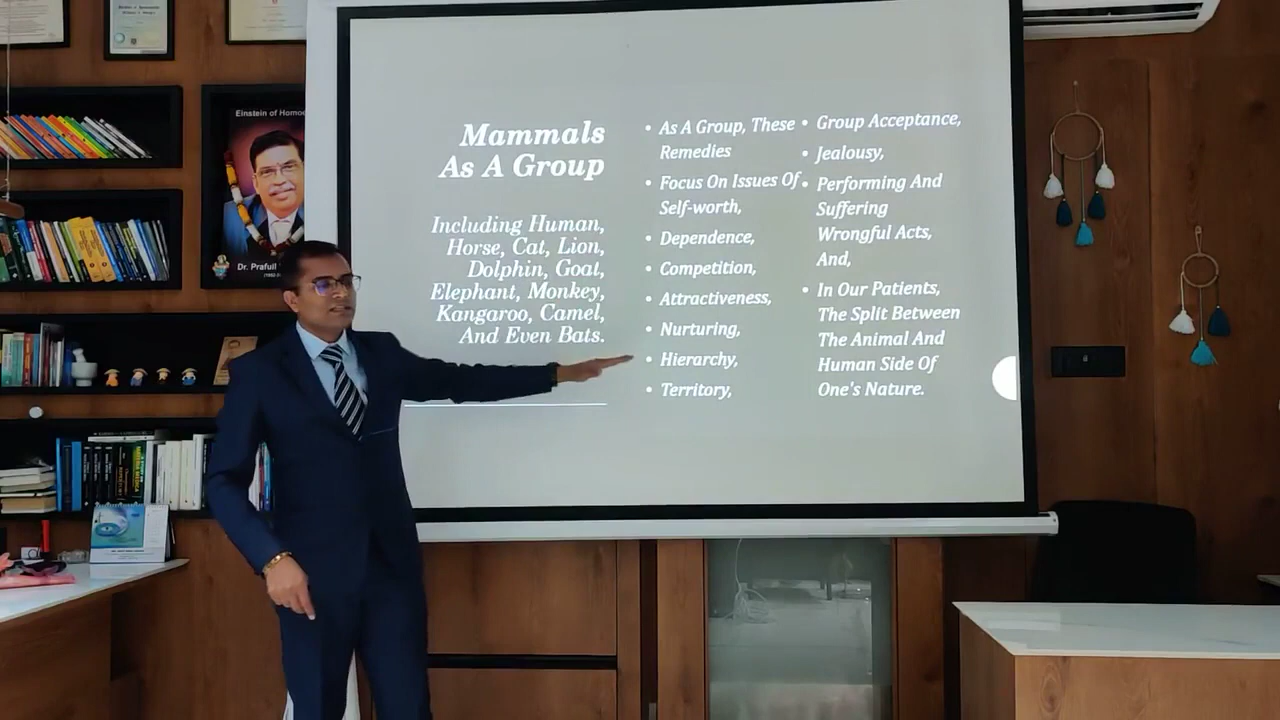 Einstein of Homoe
Dr. Prafull
Mammals
As A Group
Including Human,
Horse, Cat, Lion,
Dolphin, Goat,
Elephant, Monkey,
Kangaroo, Camel,
And Even Bats.
• As A Group, These
Remedies
• Focus On Issues Of
Self-worth,
• Dependence,
• Competition,
• Attractiveness,
• Nurturing,
• Hierarchy,
• Territory,
• Group Acceptance,
• Jealousy,
• Performing And
Suffering
Wrongful Acts,
And,
• In Our Patients,
The Split Between
The Animal And
Human Side Of
One's Nature.